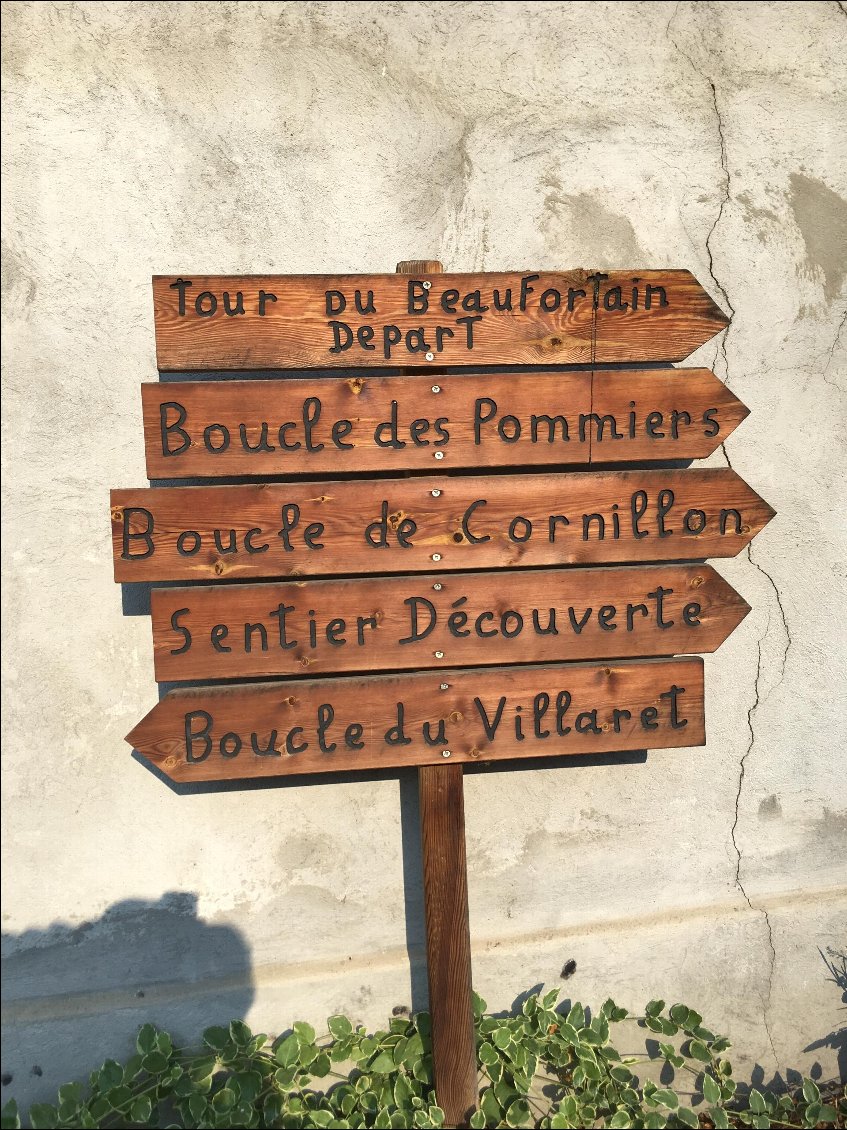 Tour DU BeauForTain
DeparT
Boucle des Pommiers
Boucle de Cornillon
Sentier Découverte
Boucle du Villaret